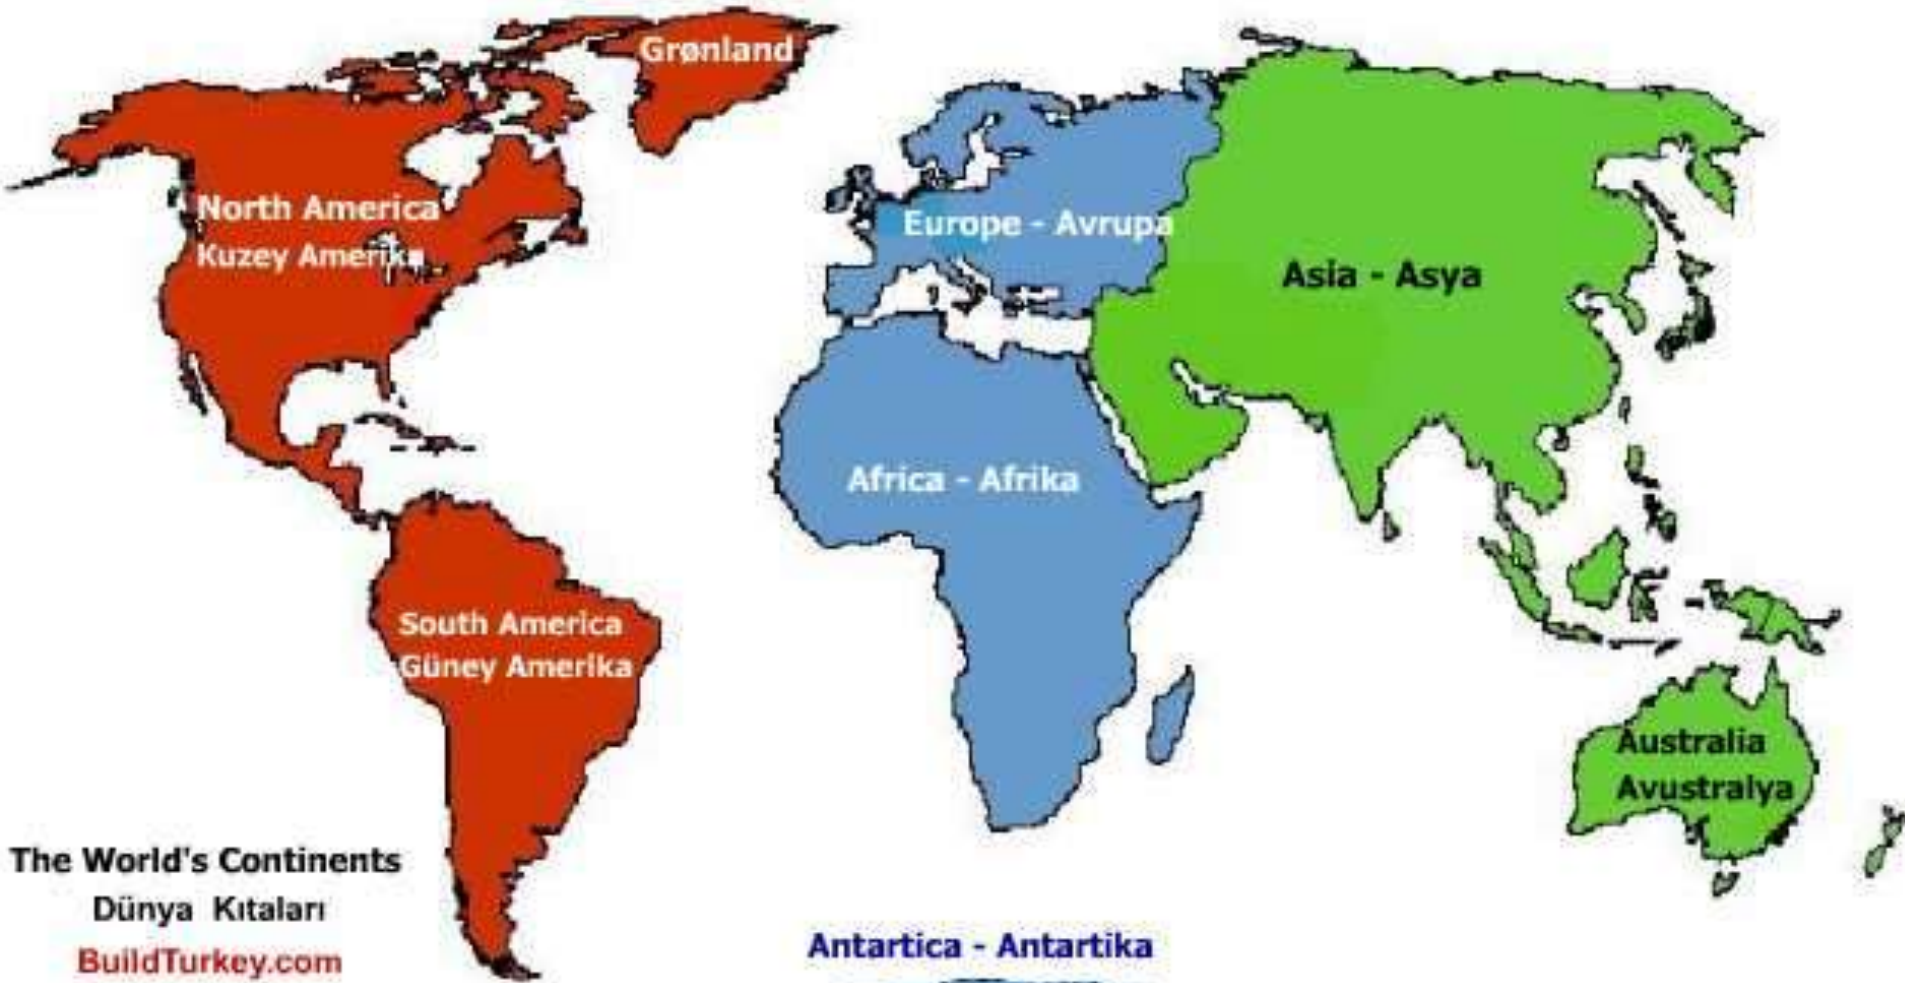 Grønland
North America
Kuzey Amerika
Europe - Avrupa
Asia - Asya
Africa - Afrika
South America
Güney Amerika
Australia
Avustralya
The World's Continents
Dünya Kıtaları
BuildTurkey.com
Antartica - Antartika